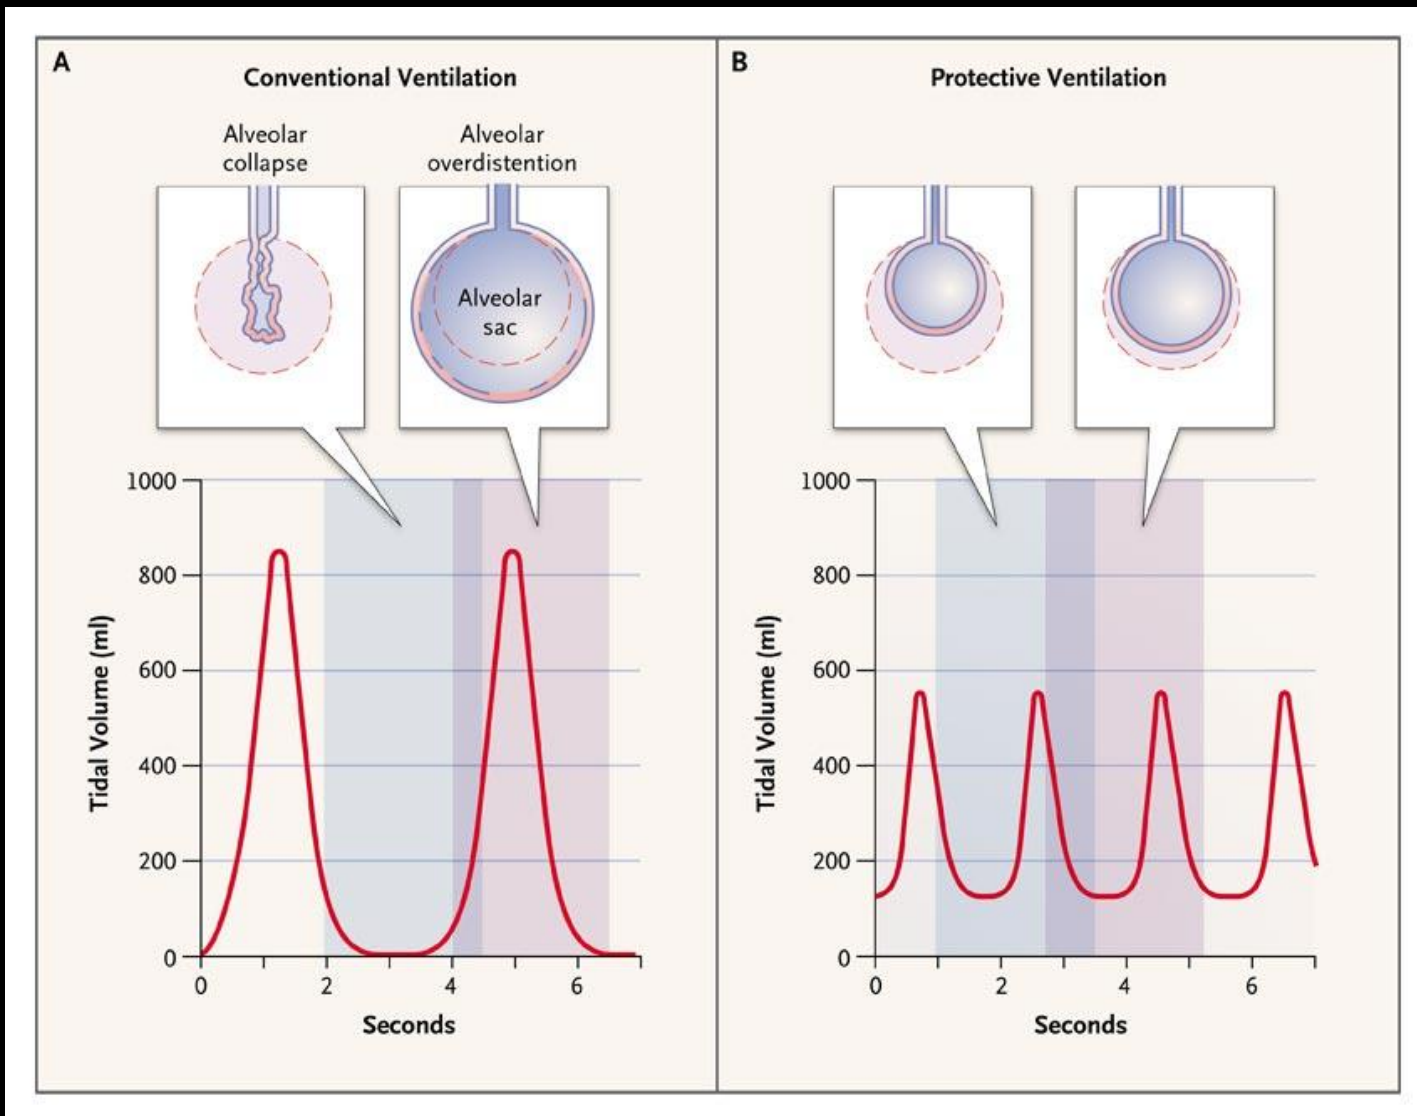 A
Conventional Ventilation
Alveolar
collapse
Alveolar
overdistention
Alveolar
sac
1000
800
600
400
200
0
Tidal Volume (ml)
0 2 4 6
Seconds
B
Protective Ventilation
1000
800
600
400
200
0
Tidal Volume (ml)
0 2 4 6
Seconds